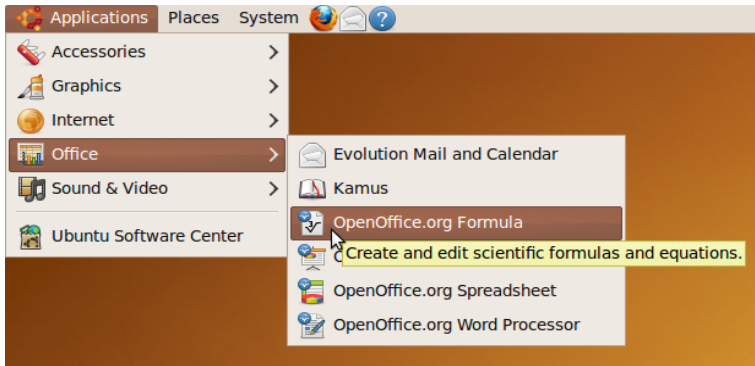 Applications Places System
Accessories
Graphics
Internet
Office
Sound & Video
Ubuntu Software Center
Evolution Mail and Calendar
Kamus
OpenOffice.org Formula
Create and edit scientific formulas and equations.
OpenOffice.org Spreadsheet
OpenOffice.org Word Processor